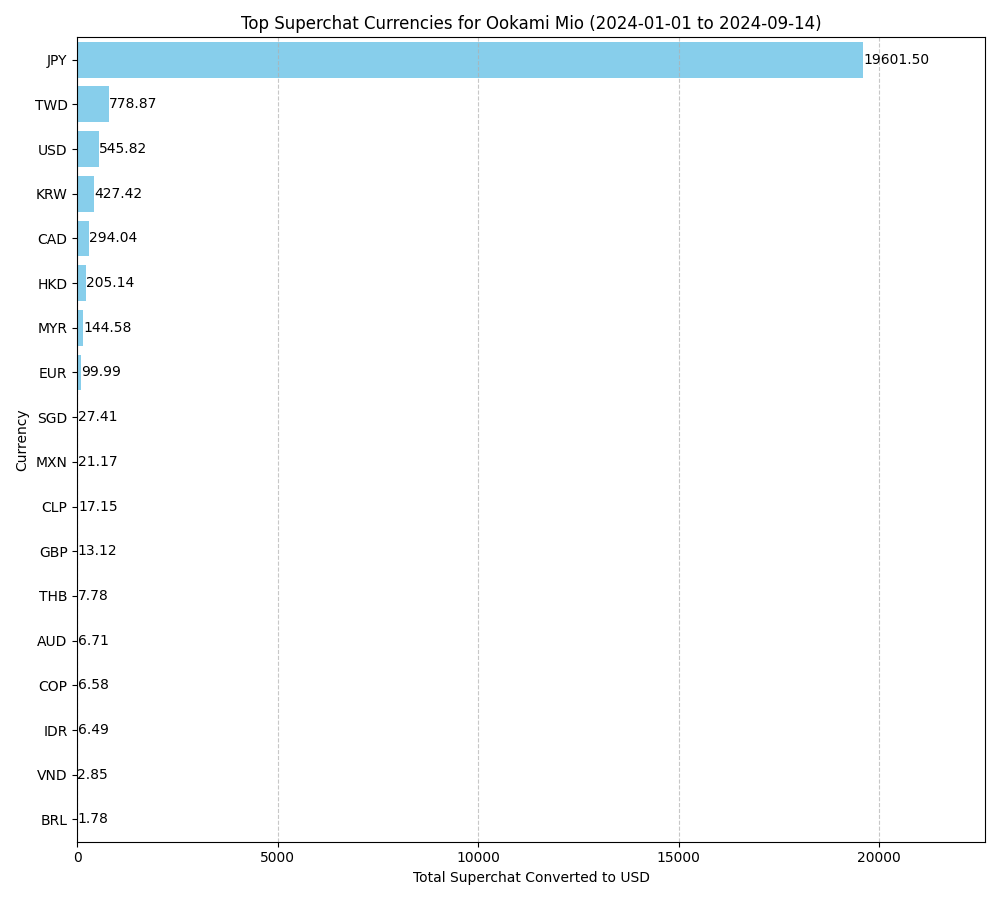 Top Superchat Currencies for Ookami Mio (2024-01-01 to 2024-09-14)
JPY 19601.50
TWD 778.87
USD 545.82
KRW 427.42
CAD 294.04
HKD 205.14
MYR 144.58
EUR 99.99
SGD 27.41
MXN 21.17
CLP 17.15
GBP 13.12
THB 7.78
AUD 6.71
COP 6.58
IDR 6.49
VND 2.85
BRL 1.78
Currency
0 5000 10000 15000 20000
Total Superchat Converted to USD